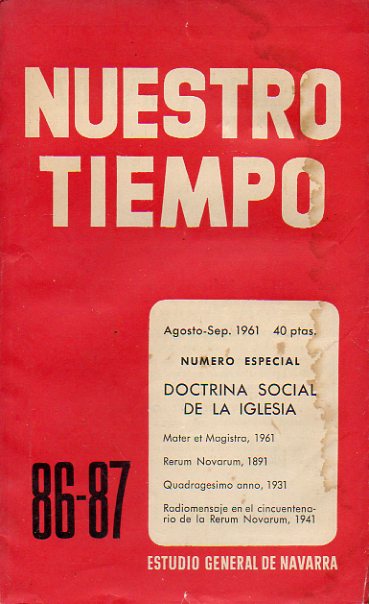 NUESTRO
TIEMPO
Agosto-Sep. 1961 40 ptas.
NUMERO ESPECIAL
DOCTRINA SOCIAL
DE LA IGLESIA
Mater et Magistra, 1961
Rerum Novarum, 1891
Quadragesimo anno, 1931
Radiomensaje en el cincuentena-
rio de la Rerum Novarum, 1941
86-87
ESTUDIO GENERAL DE NAVARRA